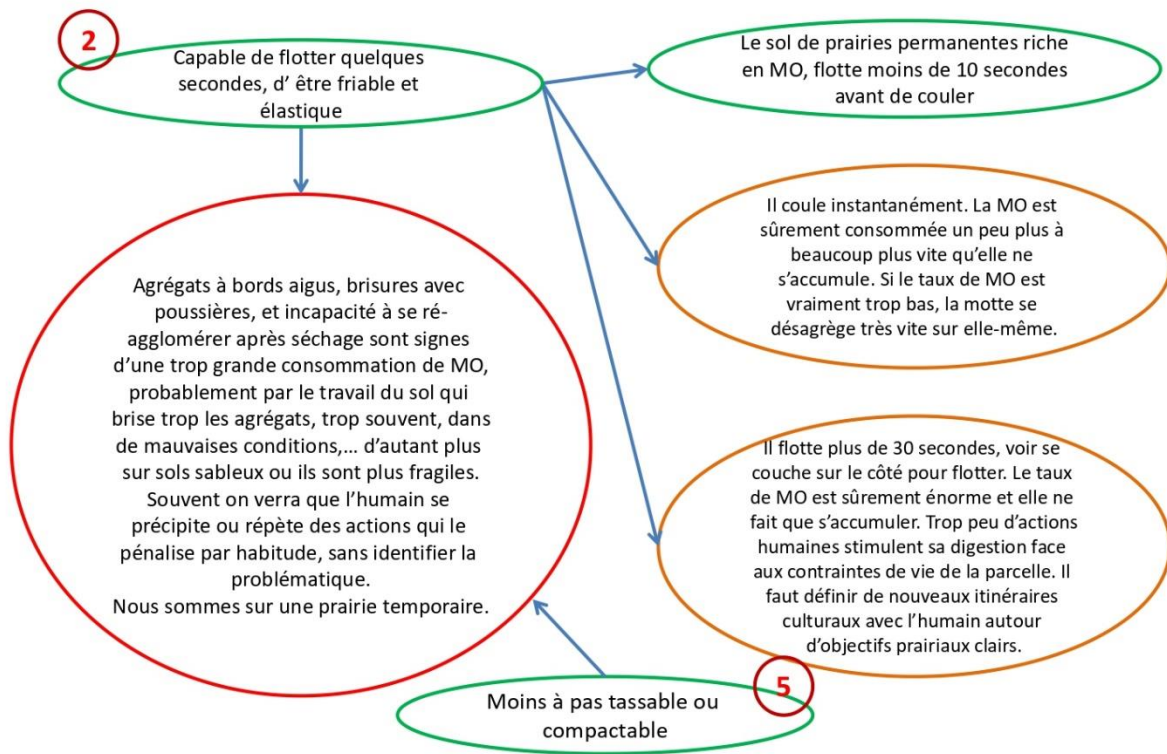 2
Capable de flotter quelques
secondes, d' être friable et
élastique
Le sol de prairies permanentes riche
en MO, flotte moins de 10 secondes
avant de couler
Il coule instantanément. La MO est
sûrement consommée un peu plus à
beaucoup plus vite qu'elle ne
s'accumule. Si le taux de MO est
vraiment trop bas, la motte se
désagrège très vite sur elle-même.
Agrégats à bords aigus, brisures avec
poussières, et incapacité à se ré-
agglomérer après séchage sont signes
d'une trop grande consommation de MO,
probablement par le travail du sol qui
brise trop les agrégats, trop souvent, dans
de mauvaises conditions,... d'autant plus
sur sols sableux ou ils sont plus fragiles.
Souvent on verra que l'humain se
précipite ou répète des actions qui le
pénalise par habitude, sans identifier la
problématique.
Nous sommes sur une prairie temporaire.
Il flotte plus de 30 secondes, voir se
couche sur le côté pour flotter. Le taux
de MO est sûrement énorme et elle ne
fait que s'accumuler. Trop peu d'actions
humaines stimulent sa digestion face
aux contraintes de vie de la parcelle. Il
faut définir de nouveaux itinéraires
culturaux avec l'humain autour
d'objectifs prairiaux clairs.
5
Moins à pas tassable ou
compactable